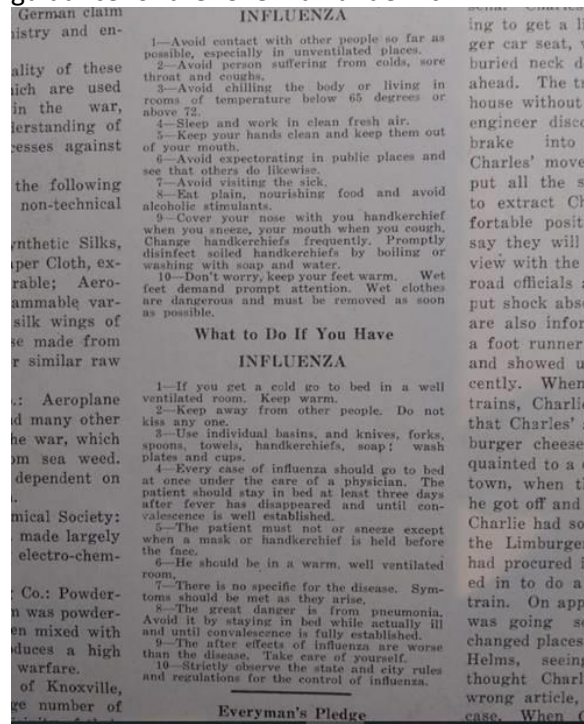 German claim
istry and en-
ality of these
ich are used
in the war,
derstanding of
esses against
the following
non-technical
ynthetic Silks,
per Cloth, ex-
rable; Aero-
ammable var-
silk wings of
se made from
r similar raw
.: Aeroplane
d many other
he war, which
om sea weed.
dependent on
mical Society:
made largely
electro-chem-
Co.: Powder-
n was powder-
en mixed with
duces a high
warfare.
of Knoxville,
ge number of
INFLUENZA
1—Avoid contact with other people so far as
possible, especially in unventilated places.
2—Avoid person suffering from colds, sore
throat and coughs.
3—Avoid chilling the body or living in
rooms of temperature below 65 degrees or
above 72.
4—Sleep and work in clean fresh air.
5—Keep your hands clean and keep them out
of your mouth.
6—Avoid expectorating in public places and
see that others do likewise.
7—Avoid visiting the sick.
8—Eat plain, nourishing food and avoid
alcoholic stimulants.
9—Cover your nose with you handkerchief
when you sneeze, your mouth when you cough.
Change handkerchiefs frequently. Promptly
disinfect soiled handkerchiefs by boiling or
washing with soap and water.
10—Don't worry, keep your feet warm. Wet
feet demand prompt attention. Wet clothes
are dangerous and must be removed as soon
as possible.
What to Do If You Have
INFLUENZA
1—If you get a cold go to bed in a well
ventilated room. Keep warm.
2—Keep away from other people. Do not
kiss any one.
3—Use individual basins, and knives, forks,
spoons, towels, handkerchiefs, soap; wash
plates and cups.
4—Every case of influenza should go to bed
at once under the care of a physician. The
patient should stay in bed at least three days
after fever has disappeared and until con-
valescence is well established.
5—The patient must not or sneeze except
when a mask or handkerchief is held before
the face.
6—He should be in a warm, well ventilated
room.
7—There is no specific for the disease. Sym-
toms should be met as they arise.
8—The great danger is from pneumonia.
Avoid it by staying in bed while actually ill
and until convalescence is fully established.
9—The after effects of influenza are worse
than the disease. Take care of yourself.
10—Strictly observe the state and city rules
and regulations for the control of influenza.
Everyman's Pledge
ing to get a li
ger car seat, w
buried neck d
ahead. The tr
house without
engineer disco
brake into
Charles' move
put all the s
to extract Ch
fortable posit
say they will
view with the
road officials a
put shock abso
are also infor
a foot runner
and showed u
cently. When
trains, Charlie
that Charles' s
burger cheese
quainted to a c
town, when th
he got off and
Charlie had so
the Limburger
had procured i
ed in to do a
train. On app
was going se
changed places
Helms, seein
thought Charl
wrong article,
case. When